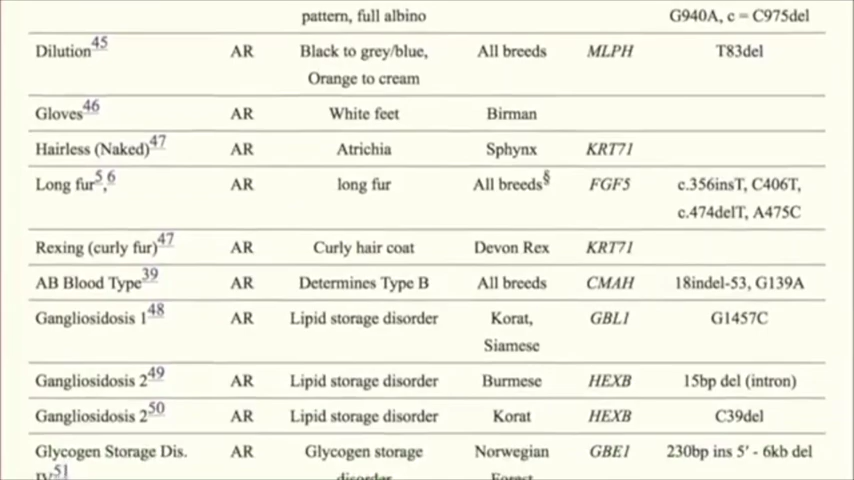 pattern, full albino G940A, c = C975del
Dilution45 AR Black to grey/blue, All breeds MLPH T83del
Orange to cream
Gloves46 AR White feet Birman
Hairless (Naked)47 AR Atrichia Sphynx KRT71
Long fur5,6 AR long fur All breeds§ FGF5 c.356insT, C406T,
c.474delT, A475C
Rexing (curly fur)47 AR Curly hair coat Devon Rex KRT71
AB Blood Type39 AR Determines Type B All breeds CMAH 18indel-53, G139A
Gangliosidosis 148 AR Lipid storage disorder Korat, GBL1 G1457C
Siamese
Gangliosidosis 249 AR Lipid storage disorder Burmese HEXB 15bp del (intron)
Gangliosidosis 250 AR Lipid storage disorder Korat HEXB C39del
Glycogen Storage Dis. AR Glycogen storage Norwegian GBE1 230bp ins 5' - 6kb del
IV51 disorder Forest